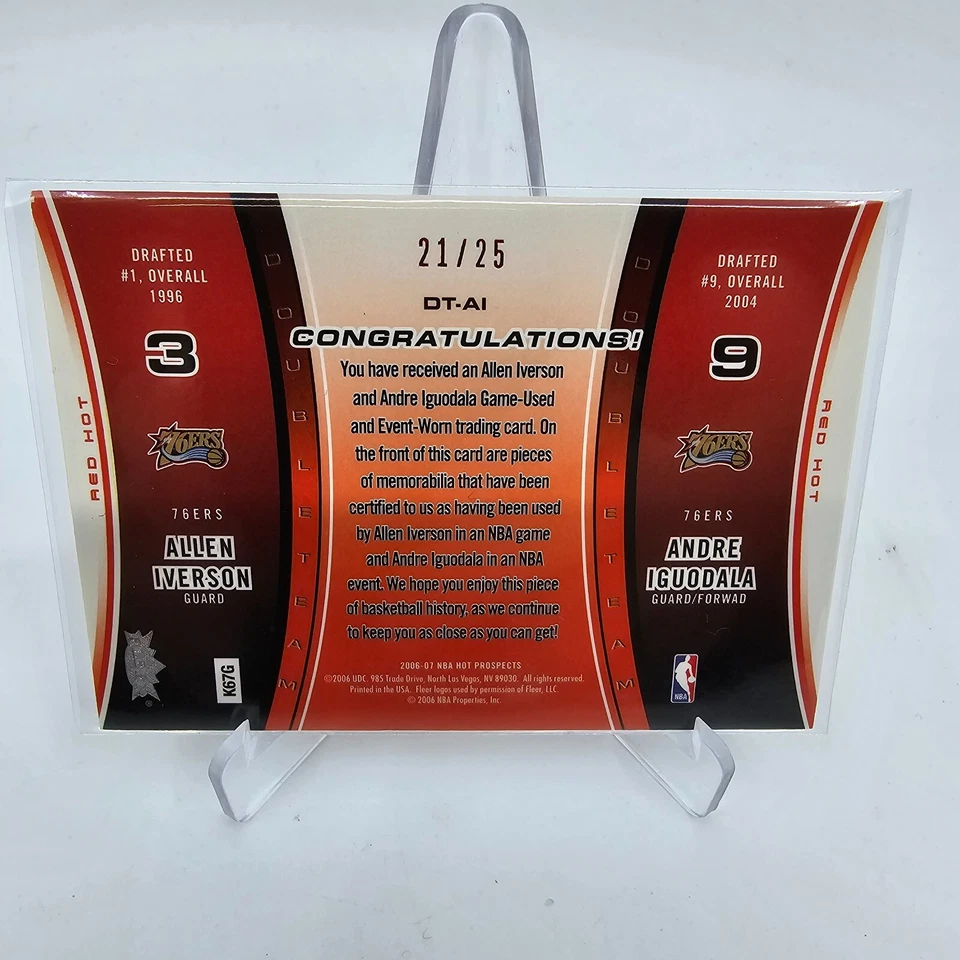 21/25
DT-AI
CONGRATULATIONS!
You have received an Allen Iverson
and Andre Iguodala Game-Used
and Event-Worn trading card. On
the front of this card are pieces
of memorabilia that have been
certified to us as having been used
by Allen Iverson in an NBA game
and Andre Iguodala in an NBA
event. We hope you enjoy this piece
of basketball history, as we continue
to keep you as close as you can get!
2006-07 NBA HOT PROSPECTS
©2006 UDC. 985 Trade Drive, North Las Vegas, NV 89030. All rights reserved.
Printed in the USA. Fleer logos used by permission of Fleer, LLC.
© 2006 NBA Properties, Inc.
DRAFTED
#1, OVERALL
1996
3
76ERS
76ERS
ALLEN
IVERSON
GUARD
K67G
RED HOT
DOUBLE TEAM
DRAFTED
#9, OVERALL
2004
9
76ERS
76ERS
ANDRE
IGUODALA
GUARD/FORWAD
NBA
RED HOT
DOUBLE TEAM